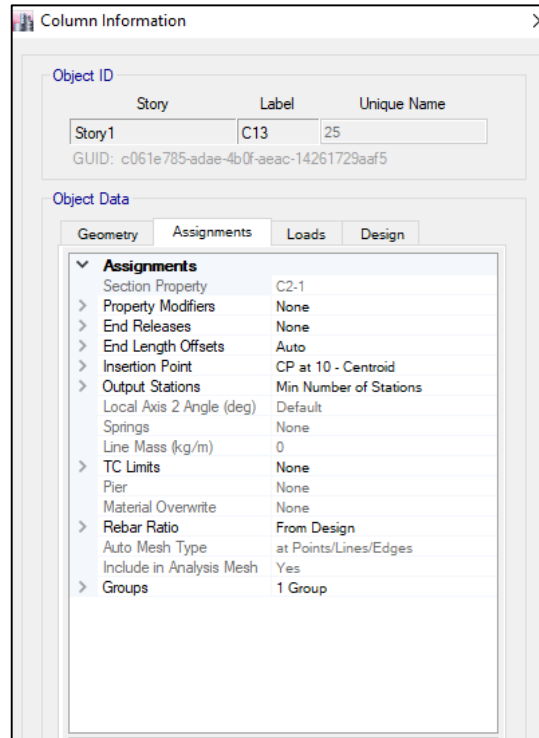 Column Information
Object ID
Story Label Unique Name
Story1 C13 25
GUID: c061e785-adae-4b0f-aeac-14261729aaf5
Object Data
Geometry Assignments Loads Design
Assignments
Section Property C2-1
Property Modifiers None
End Releases None
End Length Offsets Auto
Insertion Point CP at 10 - Centroid
Output Stations Min Number of Stations
Local Axis 2 Angle (deg) Default
Springs None
Line Mass (kg/m) 0
TC Limits None
Pier None
Material Overwrite None
Rebar Ratio From Design
Auto Mesh Type at Points/Lines/Edges
Include in Analysis Mesh Yes
Groups 1 Group